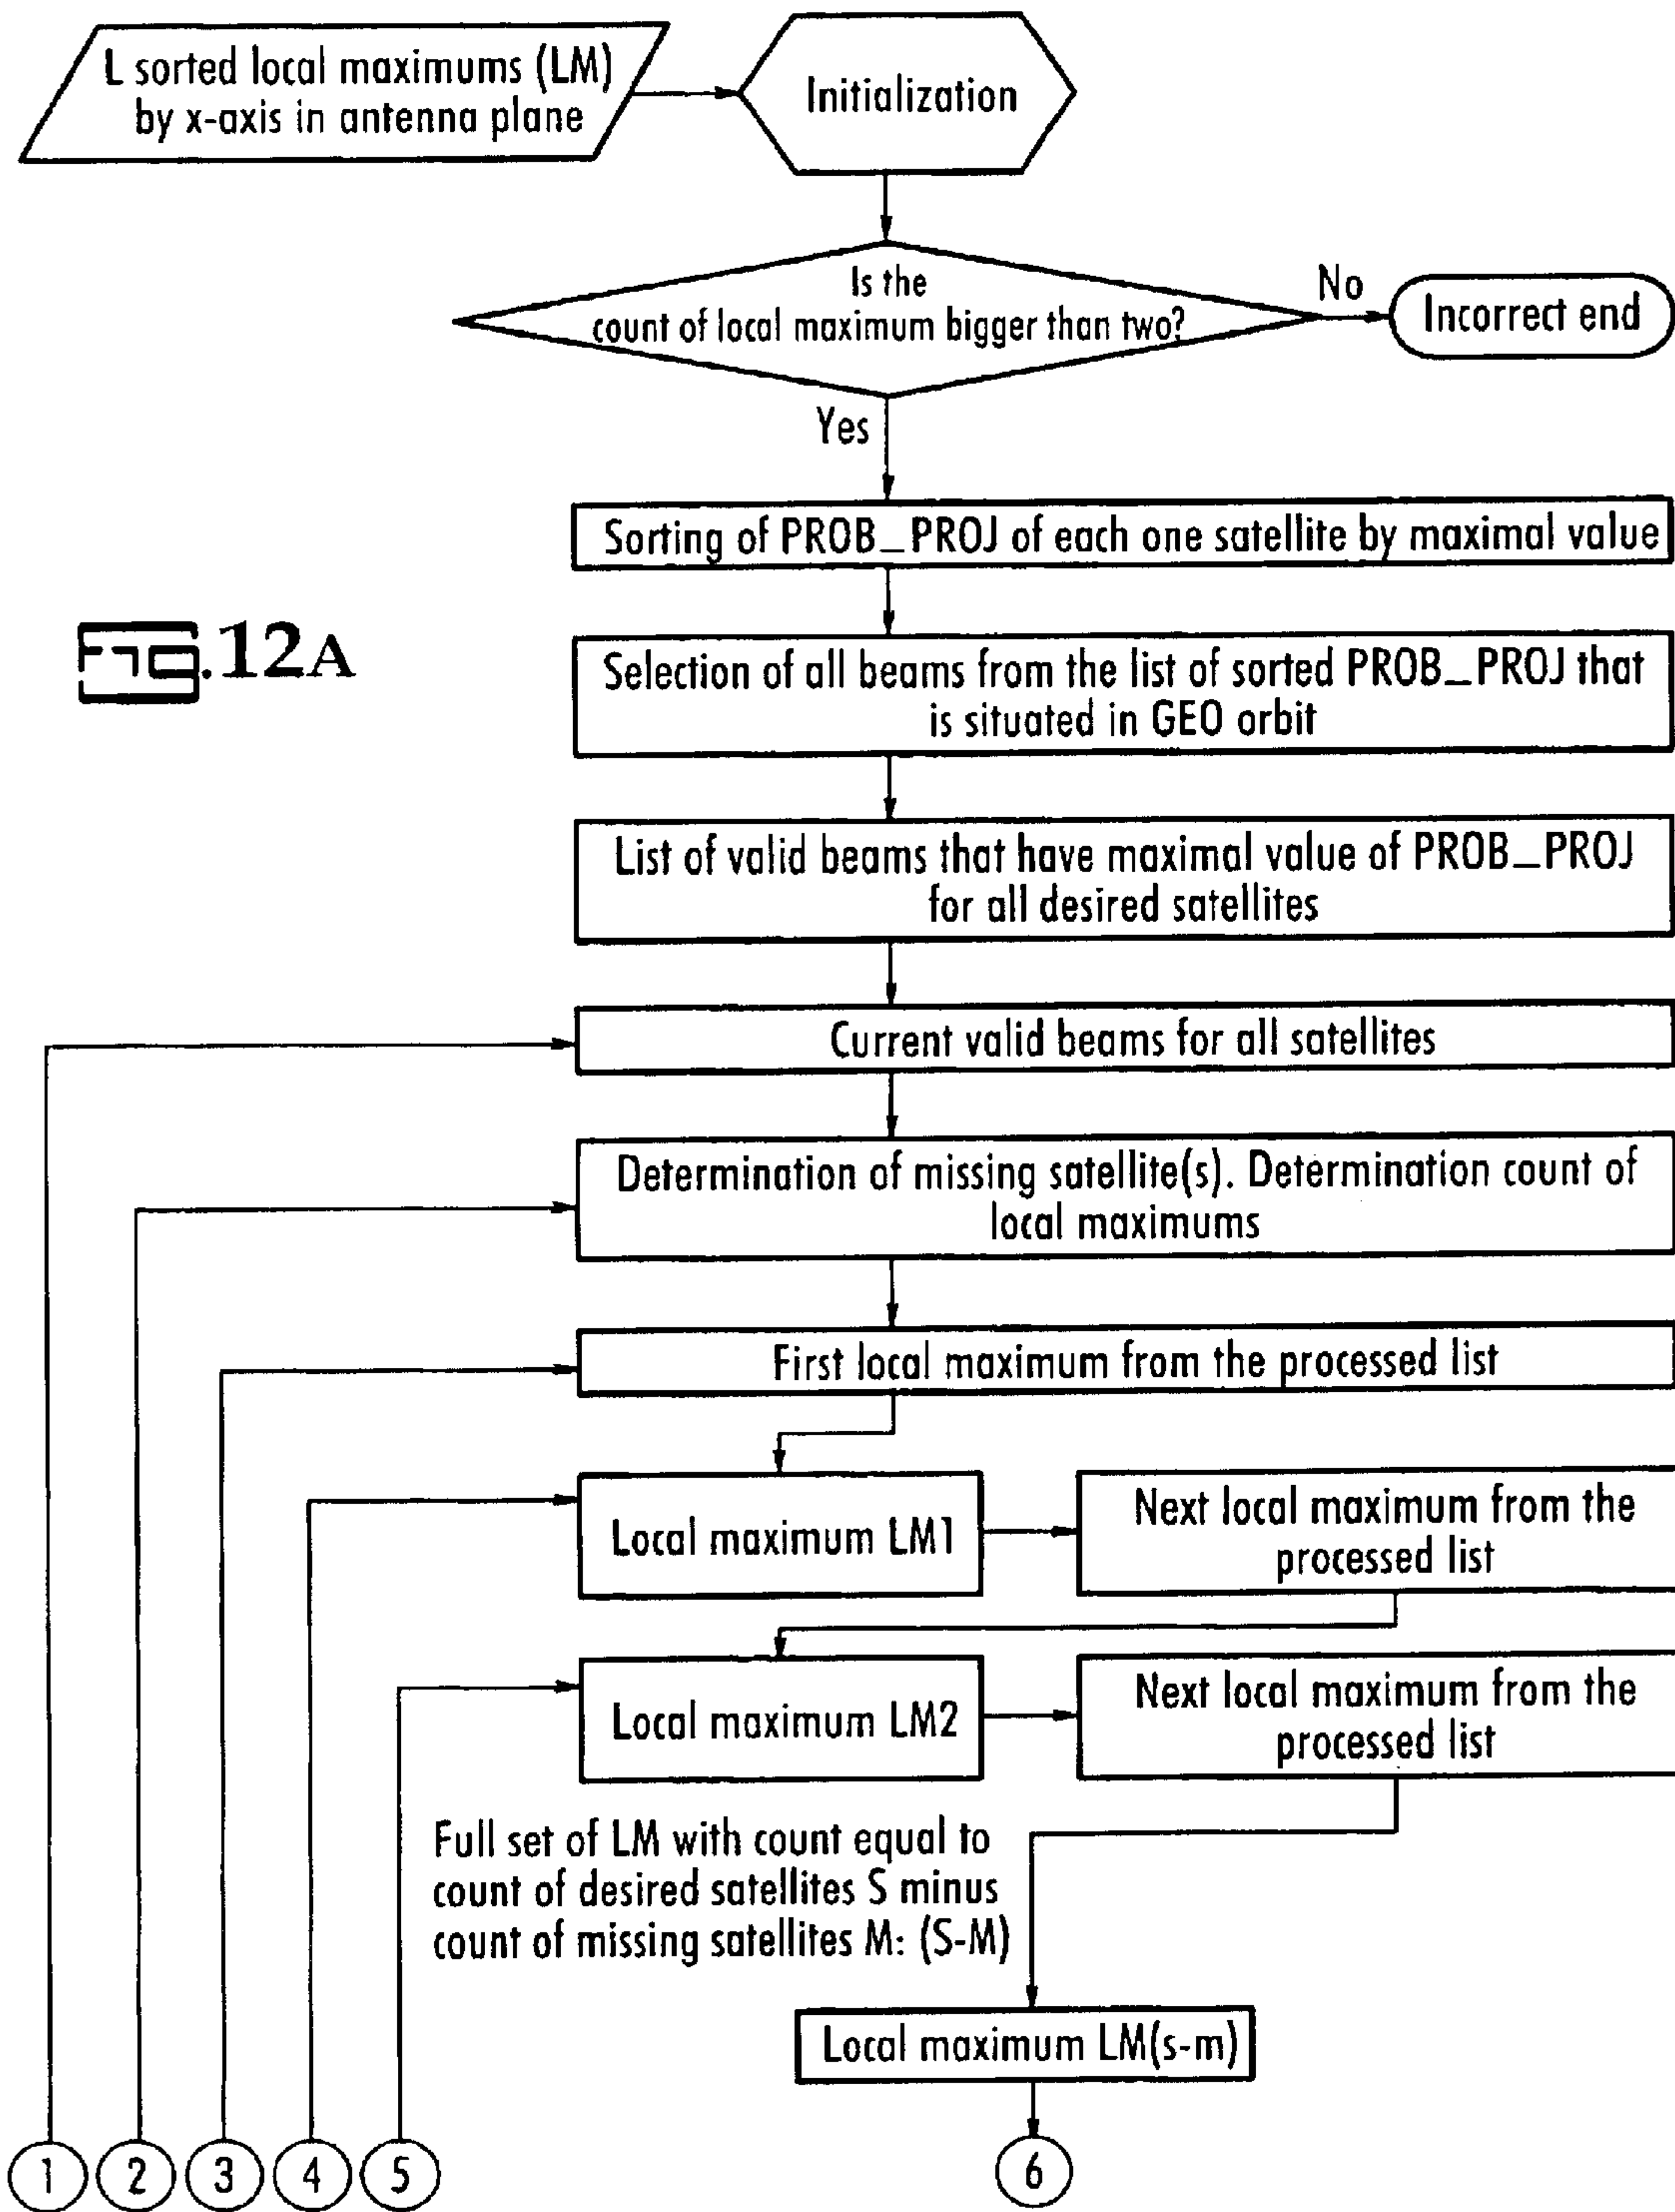 L sorted local maximums (LM)
by x-axis in antenna plane
Initialization
Is the
count of local maximum bigger than two?
No
Incorrect end
Yes
Sorting of PROB_PROJ of each one satellite by maximal value
FIG.12A
Selection of all beams from the list of sorted PROB_PROJ that
is situated in GEO orbit
List of valid beams that have maximal value of PROB_PROJ
for all desired satellites
Current valid beams for all satellites
Determination of missing satellite(s). Determination count of
local maximums
First local maximum from the processed list
Local maximum LM1
Next local maximum from the
processed list
Local maximum LM2
Next local maximum from the
processed list
Full set of LM with count equal to
count of desired satellites S minus
count of missing satellites M: (S-M)
Local maximum LM(s-m)
1
2
3
4
5
6